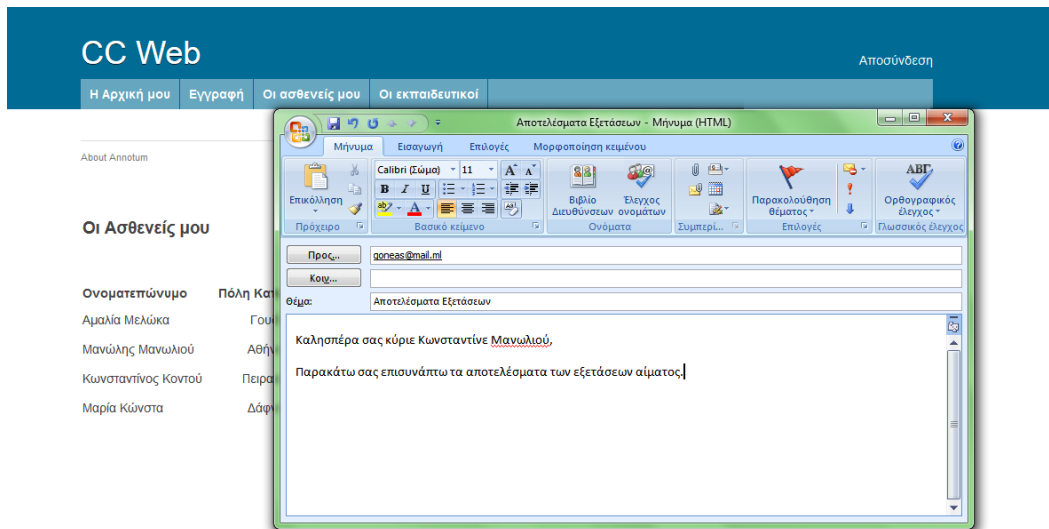 CC Web
Αποσύνδεση
Η Αρχική μου Εγγραφή Οι ασθενείς μου Οι εκπαιδευτικοί
About Annotum
Οι Ασθενείς μου
Ονοματεπώνυμο Πόλη
Αμαλία Μελώκα
Μανώλης Μανωλιού
Κωνσταντίνος Κοντού
Μαρία Κώνστα
Αποτελέσματα Εξετάσεων - Μήνυμα (HTML)
Μήνυμα Εισαγωγή Επιλογές Μορφοποίηση κειμένου
Επικόλληση
Πρόχειρο
Calibri (Σώμα) 11
B I U
Βασικό κείμενο
Βιβλίο Διευθύνσεων
Έλεγχος ονομάτων
Ονόματα
Συμπερί...
Παρακολούθηση θέματος
Επιλογές
ABΓ
Ορθογραφικός έλεγχος
Γλωσσικός έλεγχος
Προς... goneas@mail.ml
Κοιν...
Θέμα: Αποτελέσματα Εξετάσεων
Καλησπέρα σας κύριε Κωνσταντίνε Μανωλιού,
Παρακάτω σας επισυνάπτω τα αποτελέσματα των εξετάσεων αίματος.